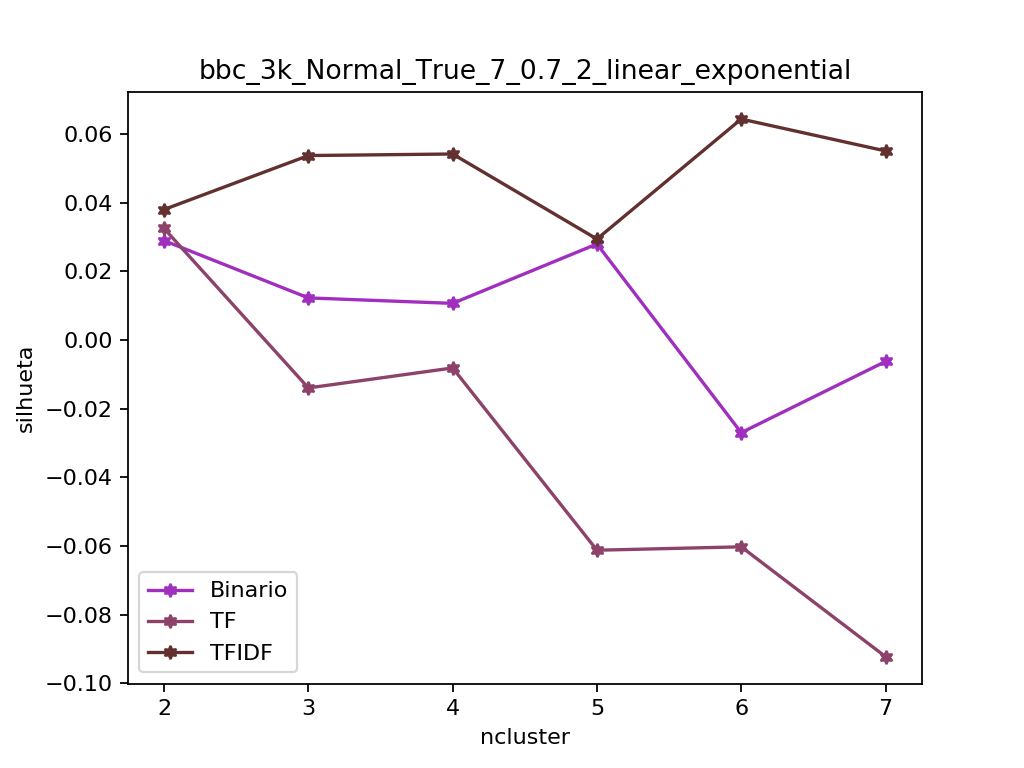 bbc_3k_Normal_True_7_0.7_2_linear_exponential
0.06
0.04
0.02
0.00
−0.02
−0.04
−0.06
−0.08
−0.10
silhueta
Binario
TF
TFIDF
2 3 4 5 6 7
ncluster